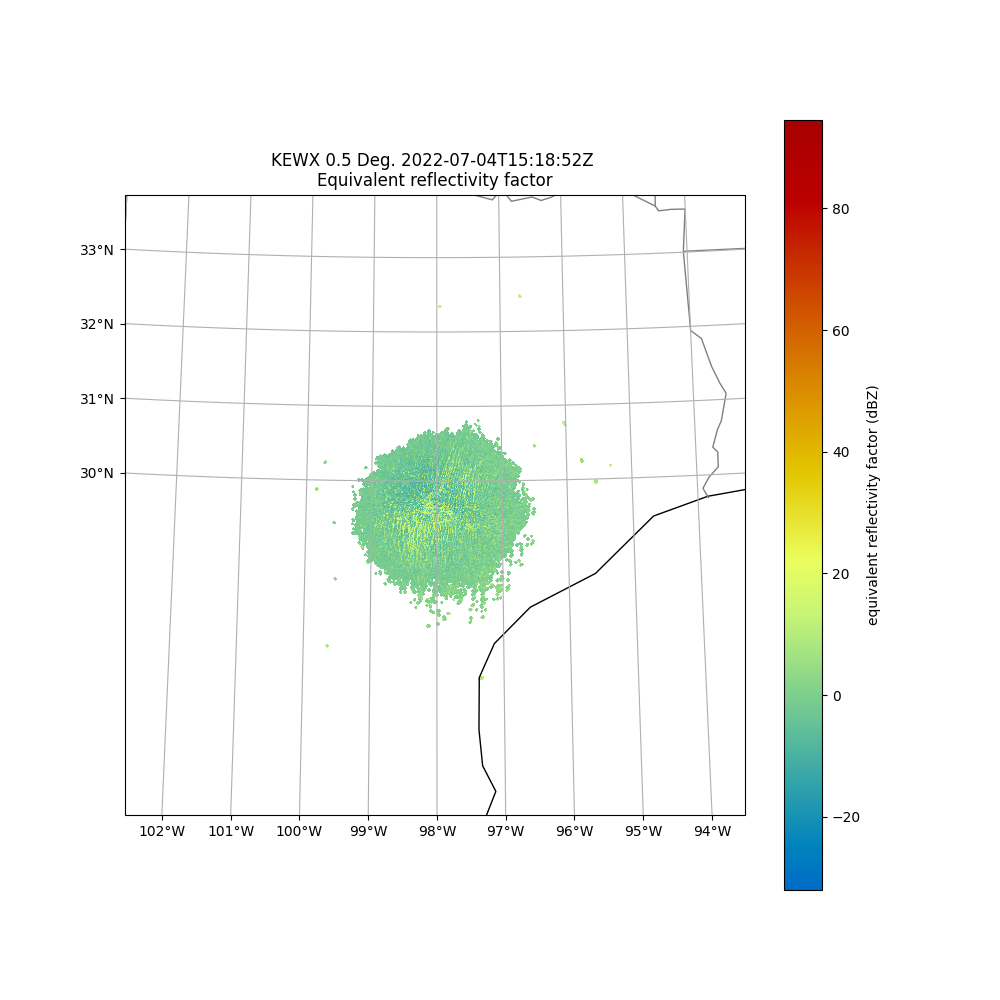 KEWX 0.5 Deg. 2022-07-04T15:18:52Z
Equivalent reflectivity factor
33°N
32°N
31°N
30°N
102°W 101°W 100°W 99°W 98°W 97°W 96°W 95°W 94°W
80
60
40
20
0
−20
equivalent reflectivity factor (dBZ)